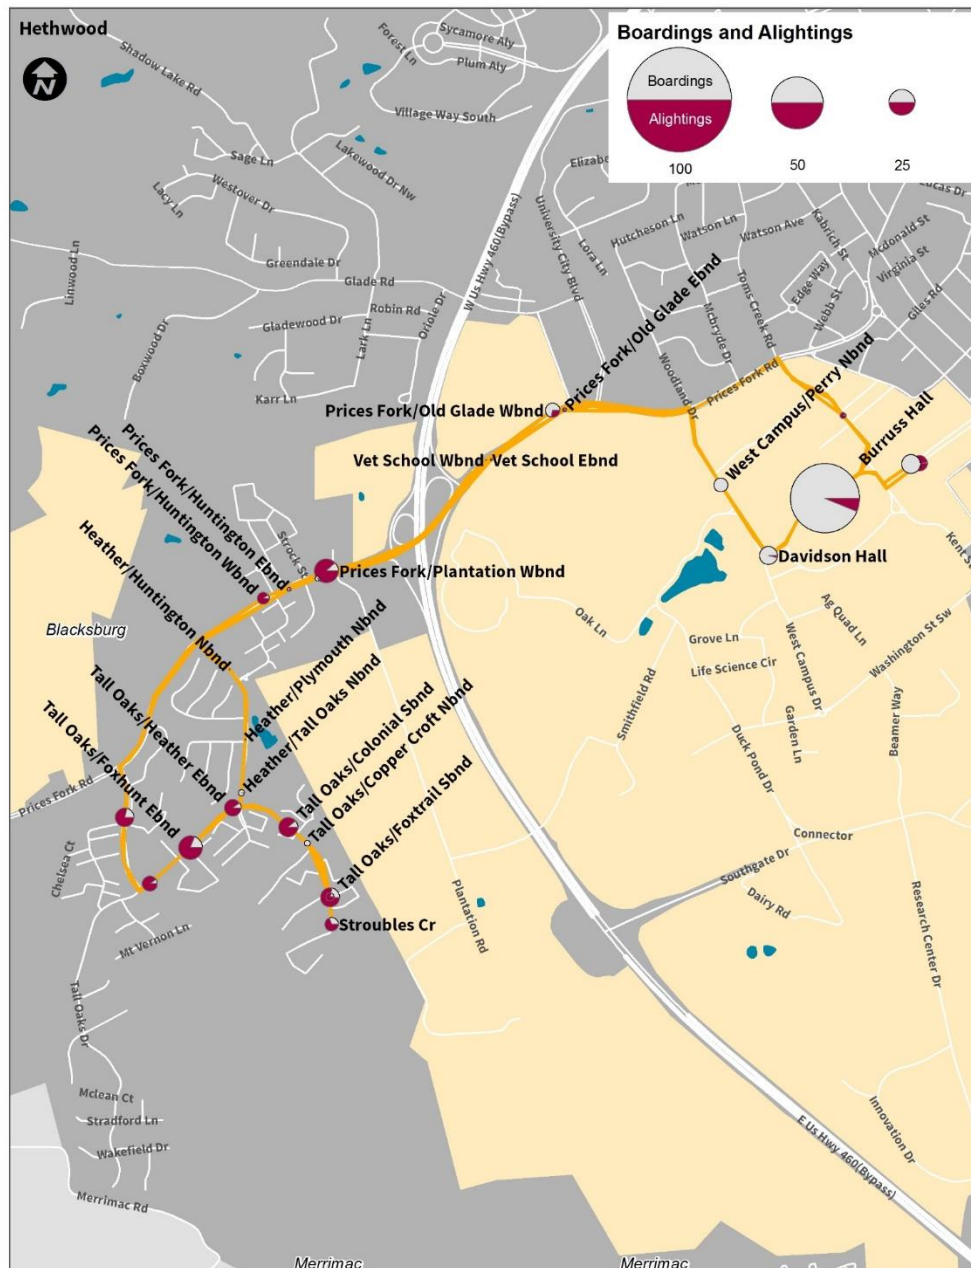 Hethwood
Boardings and Alightings
Boardings
Alightings
100
50
25
Shadow Lake Rd
Forest Ln
Sycamore Aly
Plum Aly
Village Way South
Sage Ln
Lakewood Dr Nw
Lacy Ln
Westover Dr
W Us Hwy 460(Bypass)
University City Blvd
Lora Ln
Hutcheson Ln
Watson Ln
Watson Ave
Kabrich St
Mcdonald St
Virginia St
Giles Rd
Edge Way
Webb St
Toms Creek Rd
Mcbryde Dr
Woodland Dr
Prices Fork Rd
Linwood Ln
Greendale Dr
Glade Rd
Robin Rd
Oriole Dr
Gladewood Dr
Lark Ln
Boxwood Dr
Karr Ln
Prices Fork/Old Glade Ebnd
Prices Fork/Old Glade Wbnd
Vet School Wbnd
Vet School Ebnd
West Campus/Perry Nbnd
Burruss Hall
Davidson Hall
Prices Fork/Huntington Ebnd
Prices Fork/Huntington Wbnd
Strock St
Prices Fork/Plantation Wbnd
Heather/Huntington Nbnd
Blacksburg
Heather/Plymouth Nbnd
Heather/Tall Oaks Nbnd
Tall Oaks/Heather Ebnd
Tall Oaks/Colonial Sbnd
Tall Oaks/Copper Croft Nbnd
Tall Oaks/Foxhunt Ebnd
Tall Oaks/Foxtrail Sbnd
Stroubles Cr
Prices Fork Rd
Chelsea Ct
Mt Vernon Ln
Tall Oaks Dr
Plantation Rd
Oak Ln
Grove Ln
Life Science Cir
Ag Quad Ln
Washington St Sw
West Campus Dr
Kent St
Smithfield Rd
Garden Ln
Beamer Way
Duck Pond Dr
Connector
Southgate Dr
Dairy Rd
Research Center Dr
Innovation Dr
E Us Hwy 460(Bypass)
Mclean Ct
Stradford Ln
Wakefield Dr
Merrimac Rd
Merrimac
Merrimac